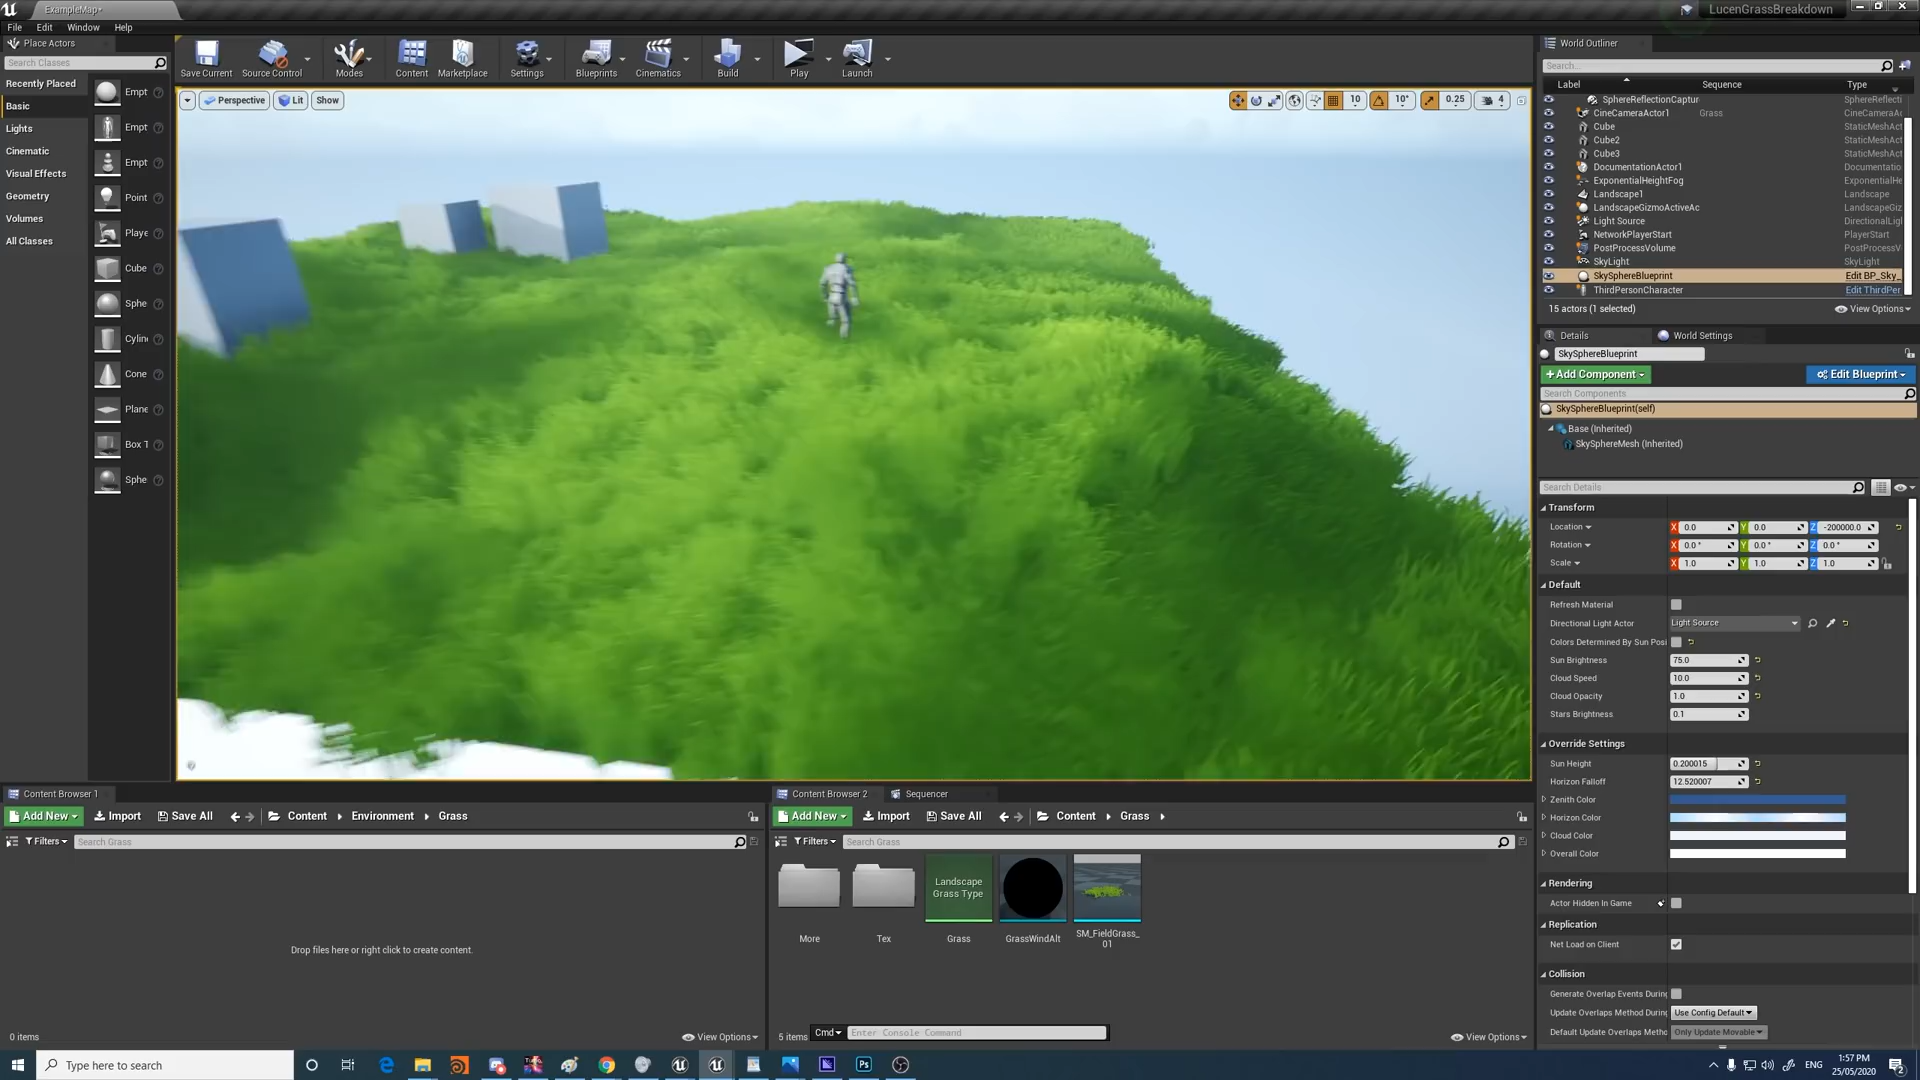 ExampleMap*
LucenGrassBreakdown
File Edit Window Help
Place Actors
Search Classes
Recently Placed
Basic
Lights
Cinematic
Visual Effects
Geometry
Volumes
All Classes
Empt
Empt
Empt
Point
Playe
Cube
Sphe
Cylin
Cone
Plane
Box T
Sphe
Save Current
Source Control
Modes
Content
Marketplace
Settings
Blueprints
Cinematics
Build
Play
Launch
Perspective Lit Show
10 10° 0.25 4
World Outliner
Search...
Label Sequence Type
SphereReflectionCaptur SphereReflecti
CineCameraActor1 Grass CineCameraAc
Cube StaticMeshAct
Cube2 StaticMeshAct
Cube3 StaticMeshAct
DocumentationActor1 Documentatio
ExponentialHeightFog ExponentialHe
Landscape1 Landscape
LandscapeGizmoActiveAc LandscapeGiz
Light Source DirectionalLigh
NetworkPlayerStart PlayerStart
PostProcessVolume PostProcessV
SkyLight SkyLight
SkySphereBlueprint Edit BP_Sky_
ThirdPersonCharacter Edit ThirdPer
15 actors (1 selected) View Options
Details World Settings
SkySphereBlueprint
+Add Component Edit Blueprint
Search Components
SkySphereBlueprint(self)
Base (Inherited)
SkySphereMesh (Inherited)
Search Details
Transform
Location X 0.0 Y 0.0 Z -200000.0
Rotation X 0.0 ° Y 0.0 ° Z 0.0 °
Scale X 1.0 Y 1.0 Z 1.0
Default
Refresh Material
Directional Light Actor Light Source
Colors Determined By Sun Posi
Sun Brightness 75.0
Cloud Speed 10.0
Cloud Opacity 1.0
Stars Brightness 0.1
Override Settings
Sun Height 0.200015
Horizon Falloff 12.520007
Zenith Color
Horizon Color
Cloud Color
Overall Color
Rendering
Actor Hidden In Game
Replication
Net Load on Client
Collision
Generate Overlap Events During
Update Overlaps Method During Use Config Default
Default Update Overlaps Metho Only Update Movable
Content Browser 1
Add New Import Save All Content Environment Grass
Filters Search Grass
Drop files here or right click to create content.
0 items View Options
Content Browser 2 Sequencer
Add New Import Save All Content Grass
Filters Search Grass
Landscape
Grass Type
More Tex Grass GrassWindAlt SM_FieldGrass_
01
5 items Cmd Enter Console Command View Options
Type here to search
Ps
ENG
1:57 PM
25/05/2020
2